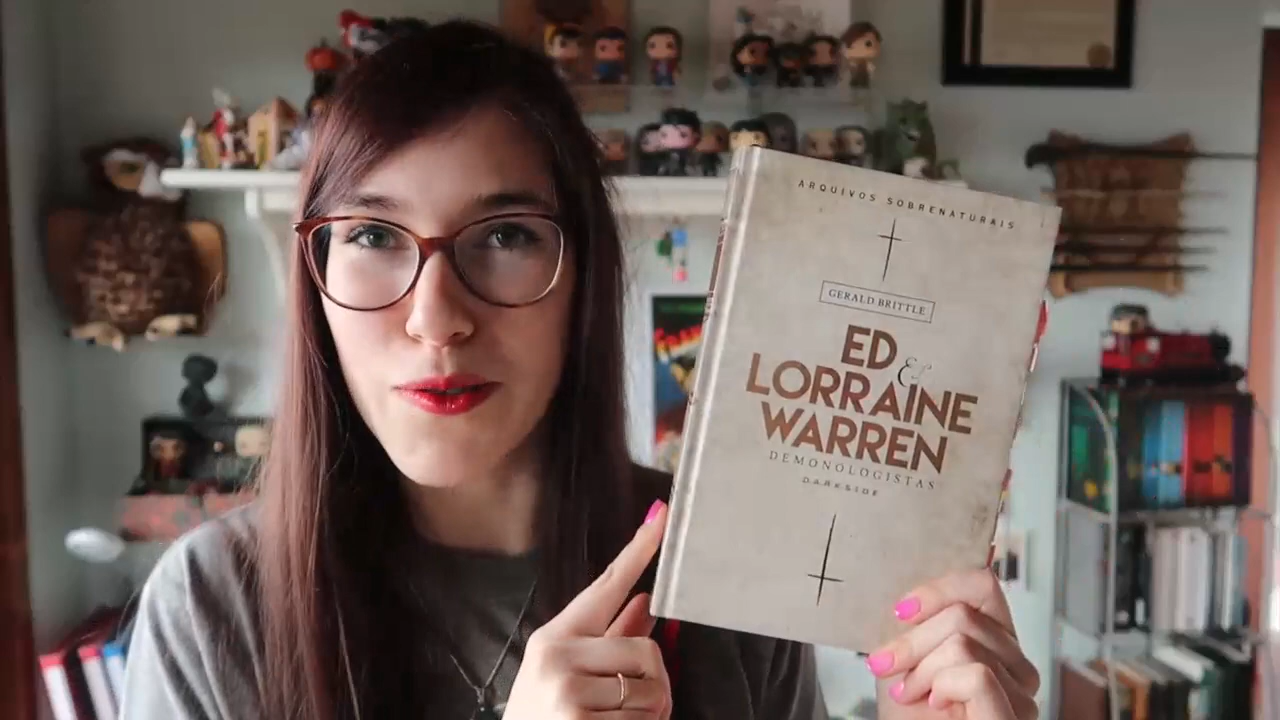 ARQUIVOS SOBRENATURAIS
GERALD BRITTLE
ED &
LORRAINE
WARREN
DEMONOLOGISTAS
DARKSIDE